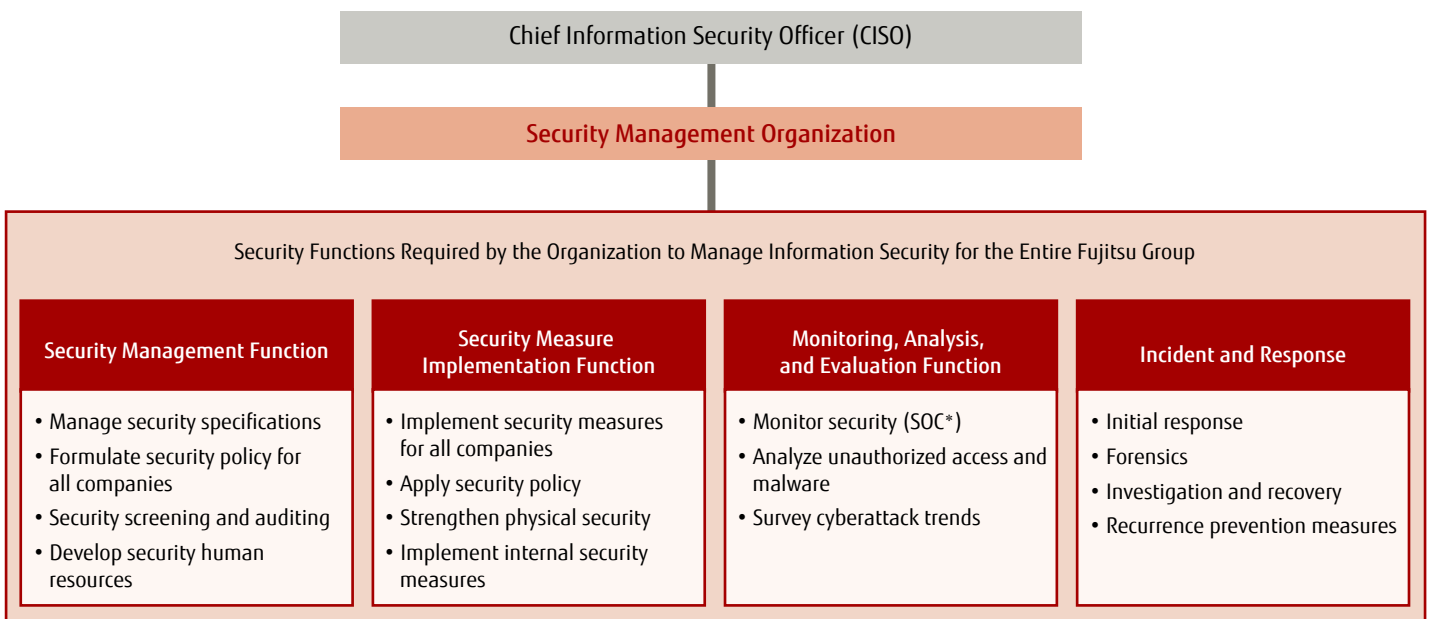 Chief Information Security Officer (CISO)
Security Management Organization
Security Functions Required by the Organization to Manage Information Security for the Entire Fujitsu Group
Security Management Function
• Manage security specifications
• Formulate security policy for
all companies
• Security screening and auditing
• Develop security human
resources
Security Measure
Implementation Function
• Implement security measures
for all companies
• Apply security policy
• Strengthen physical security
• Implement internal security
measures
Monitoring, Analysis,
and Evaluation Function
• Monitor security (SOC*)
• Analyze unauthorized access and
malware
• Survey cyberattack trends
Incident and Response
• Initial response
• Forensics
• Investigation and recovery
• Recurrence prevention measures